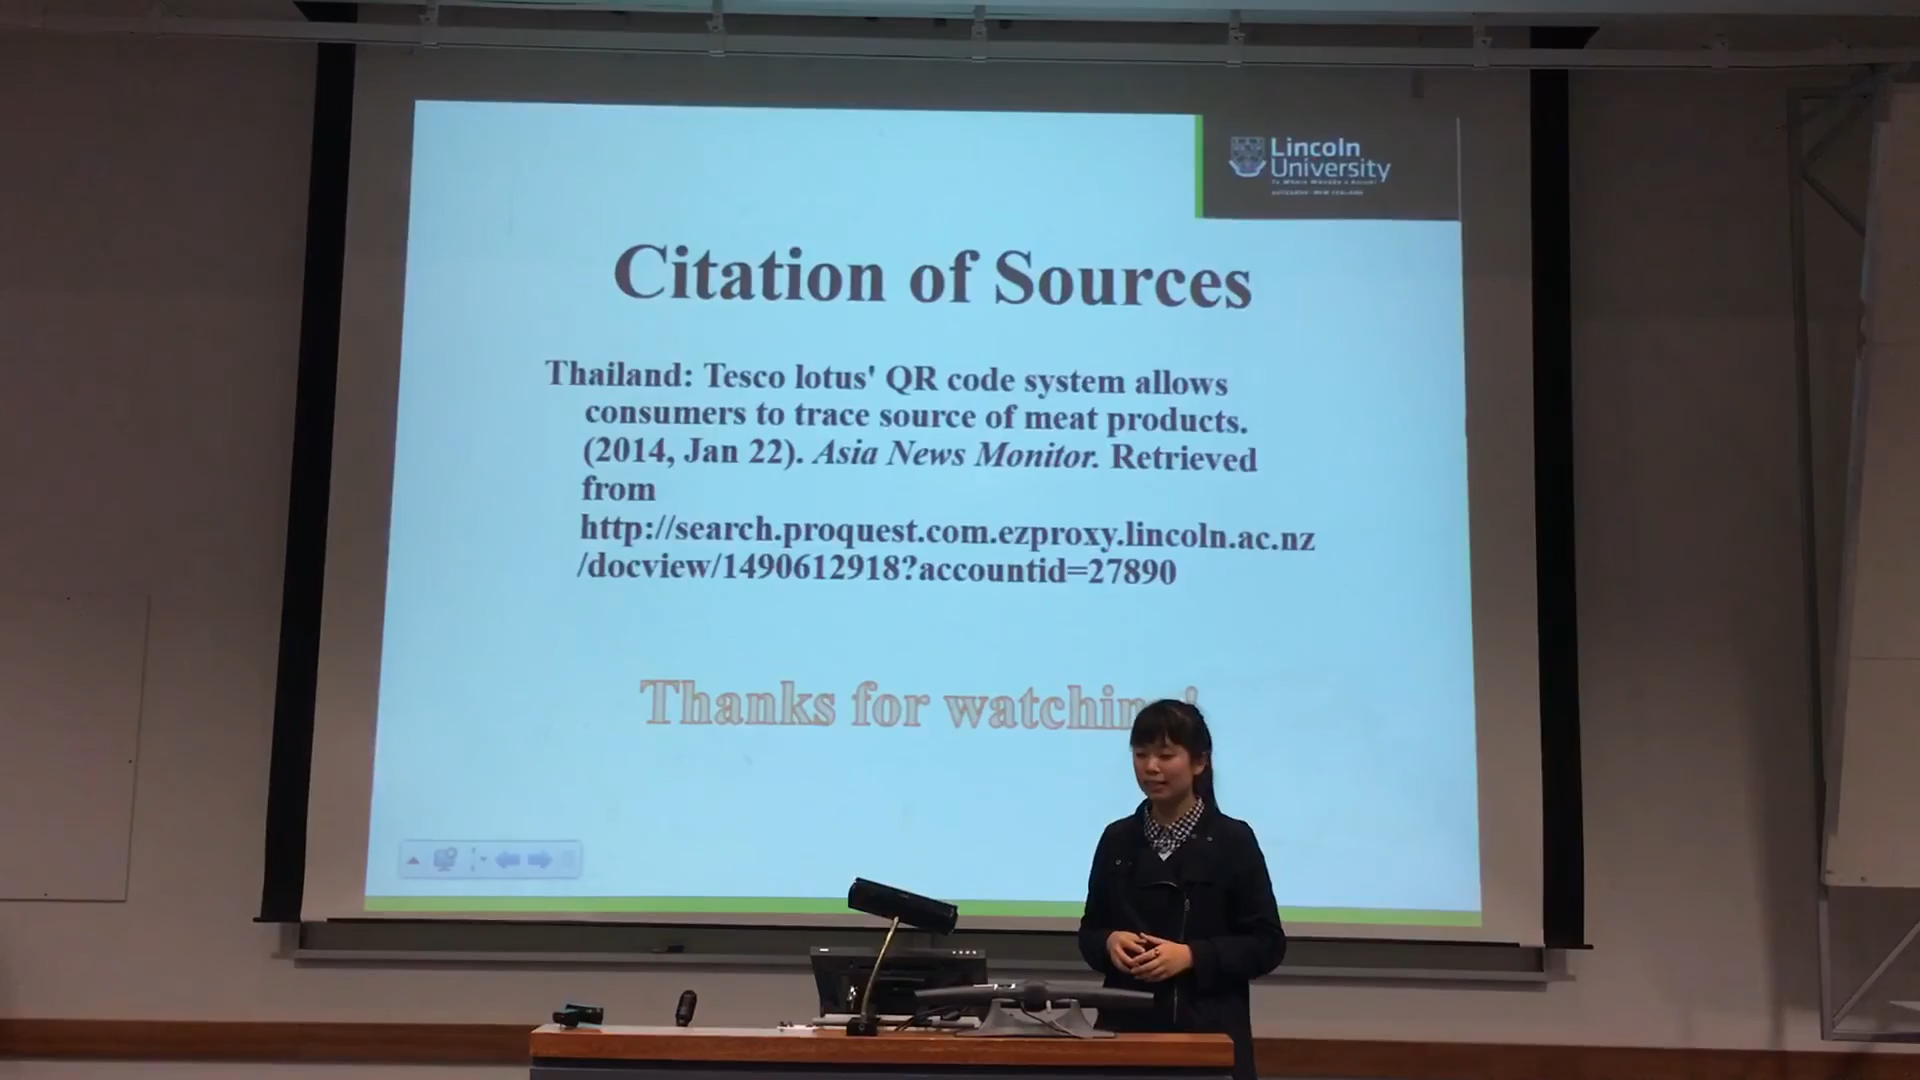 Lincoln
University
Citation of Sources
Thailand: Tesco lotus' QR code system allows
consumers to trace source of meat products.
(2014, Jan 22). Asia News Monitor. Retrieved
from
http://search.proquest.com.ezproxy.lincoln.ac.nz
/docview/1490612918?accountid=27890
Thanks for watching!